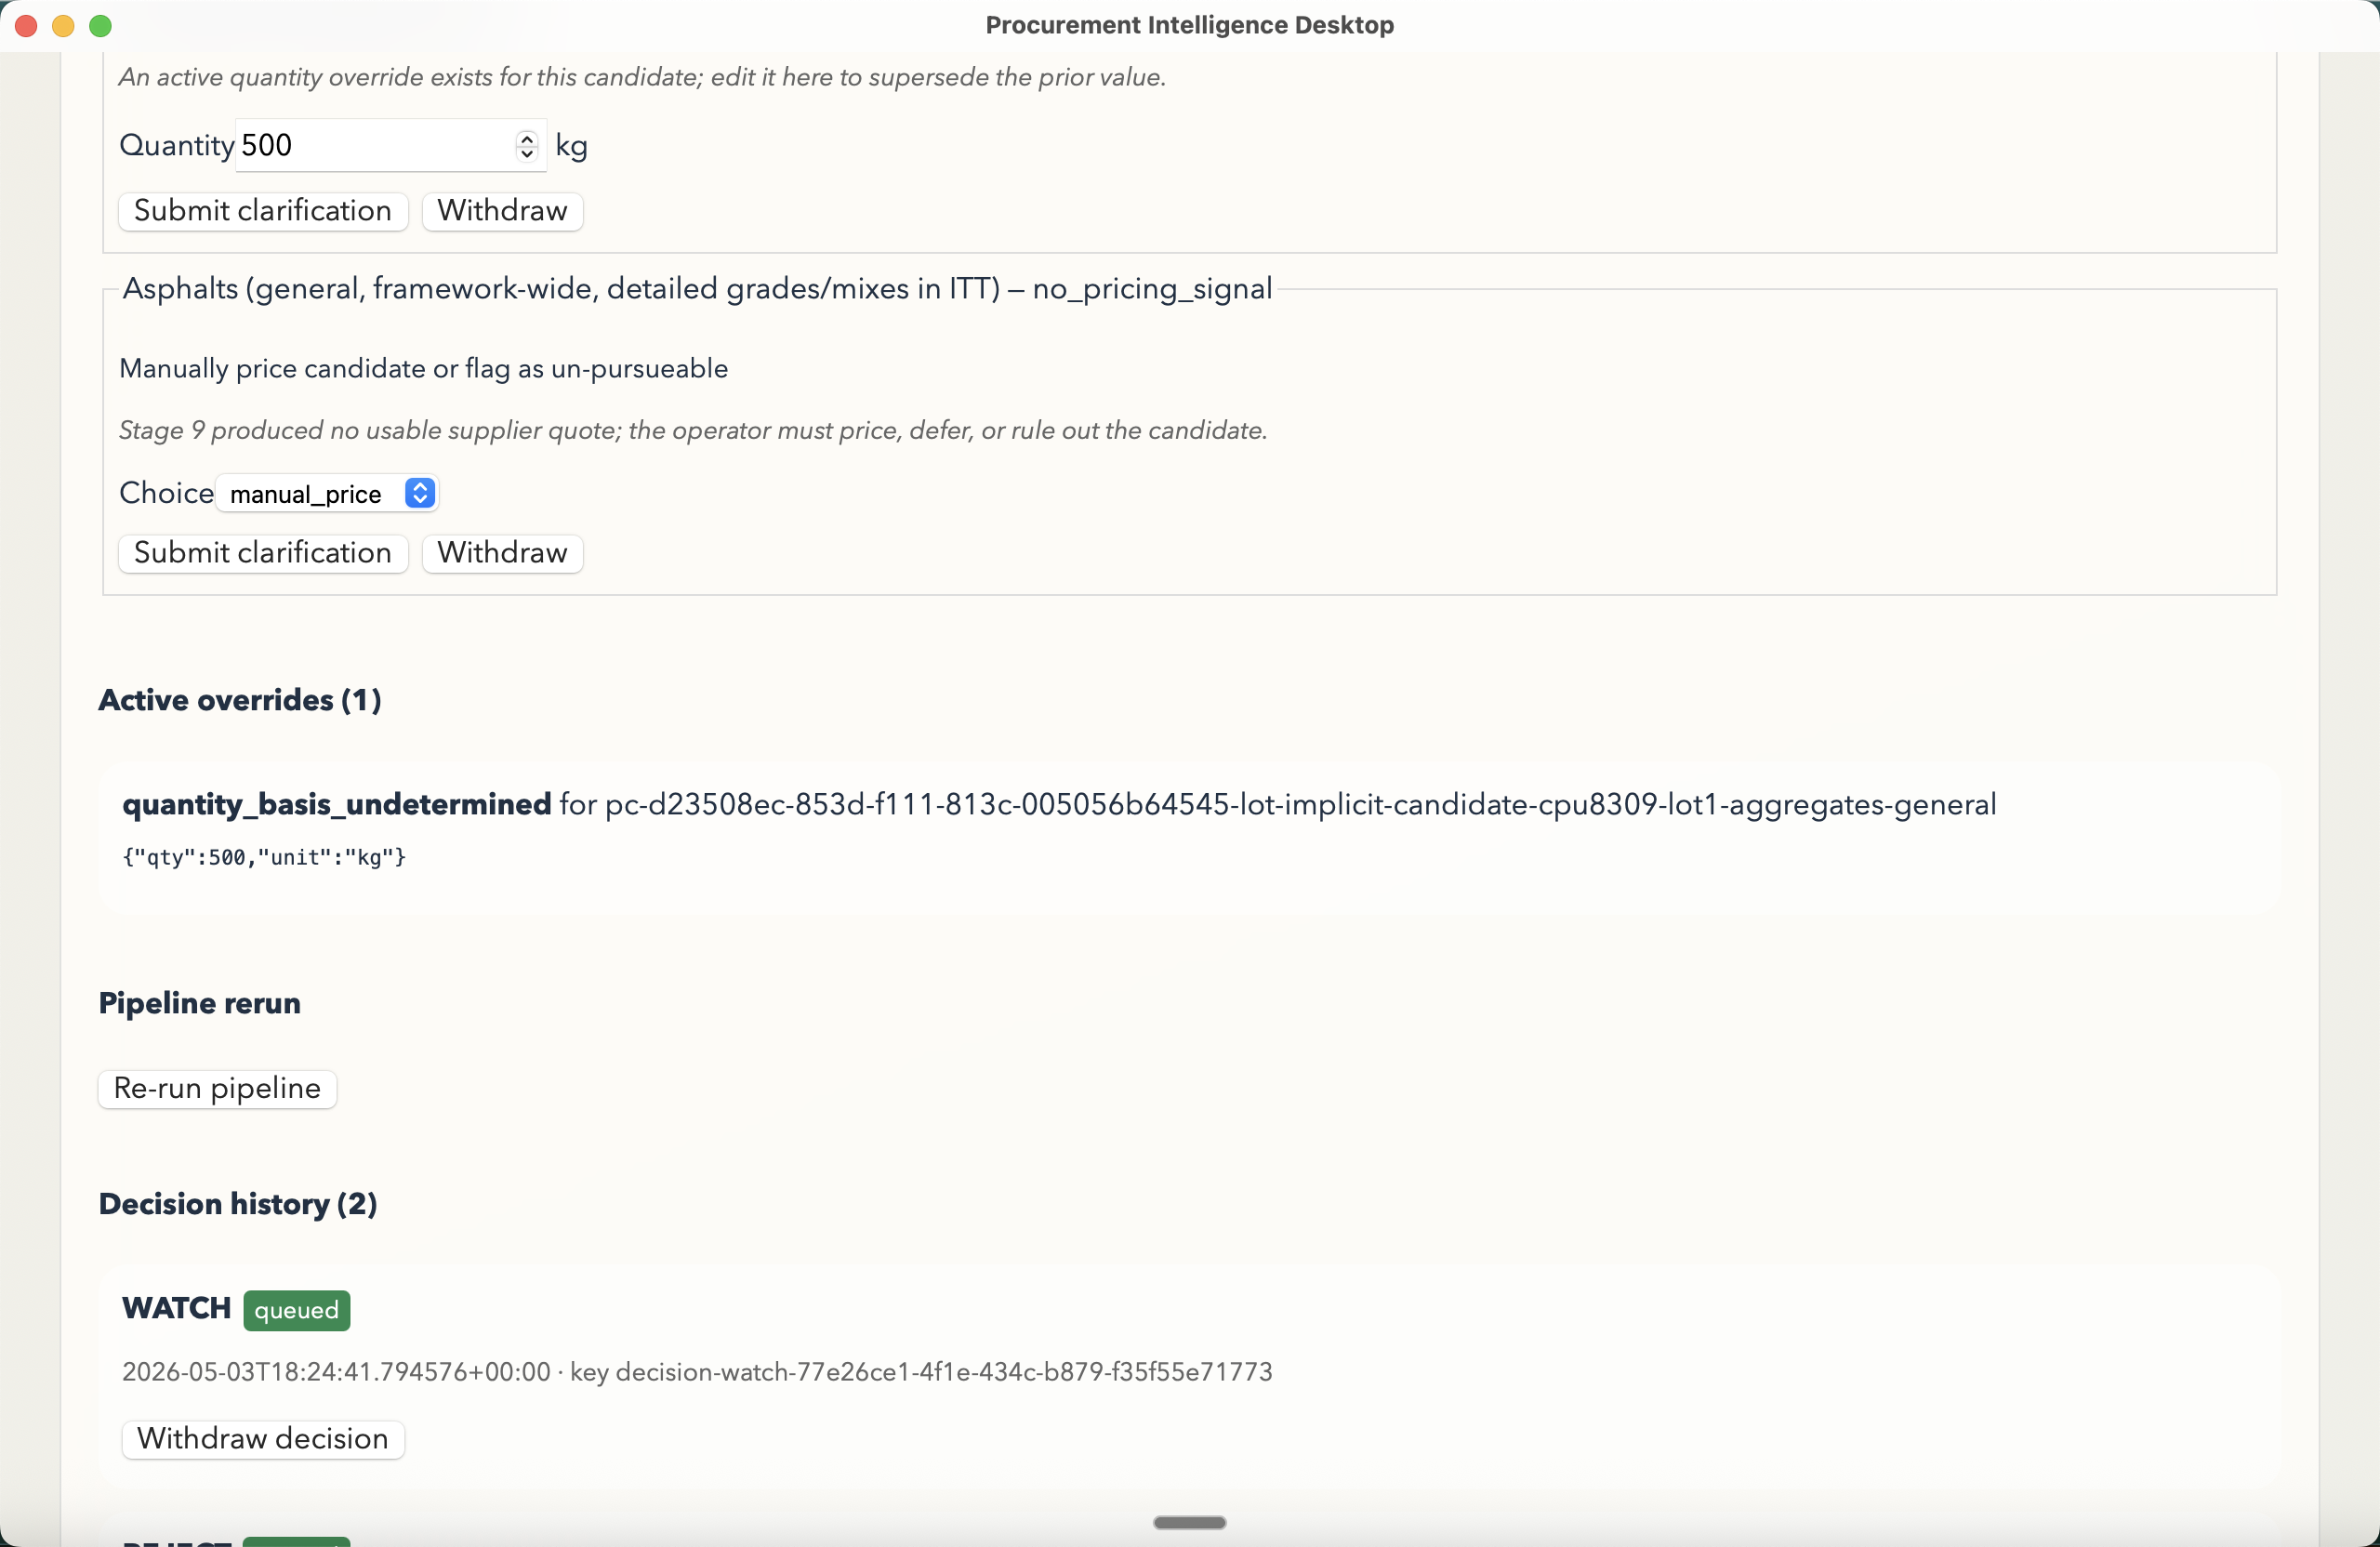 Procurement Intelligence Desktop
An active quantity override exists for this candidate; edit it here to supersede the prior value.
Quantity 500 kg
Submit clarification Withdraw
Asphalts (general, framework-wide, detailed grades/mixes in ITT) — no_pricing_signal
Manually price candidate or flag as un-pursueable
Stage 9 produced no usable supplier quote; the operator must price, defer, or rule out the candidate.
Choice manual_price
Submit clarification Withdraw
Active overrides (1)
quantity_basis_undetermined for pc-d23508ec-853d-f111-813c-005056b64545-lot-implicit-candidate-cpu8309-lot1-aggregates-general
{"qty":500,"unit":"kg"}
Pipeline rerun
Re-run pipeline
Decision history (2)
WATCH queued
2026-05-03T18:24:41.794576+00:00 · key decision-watch-77e26ce1-4f1e-434c-b879-f35f55e71773
Withdraw decision
REJECT